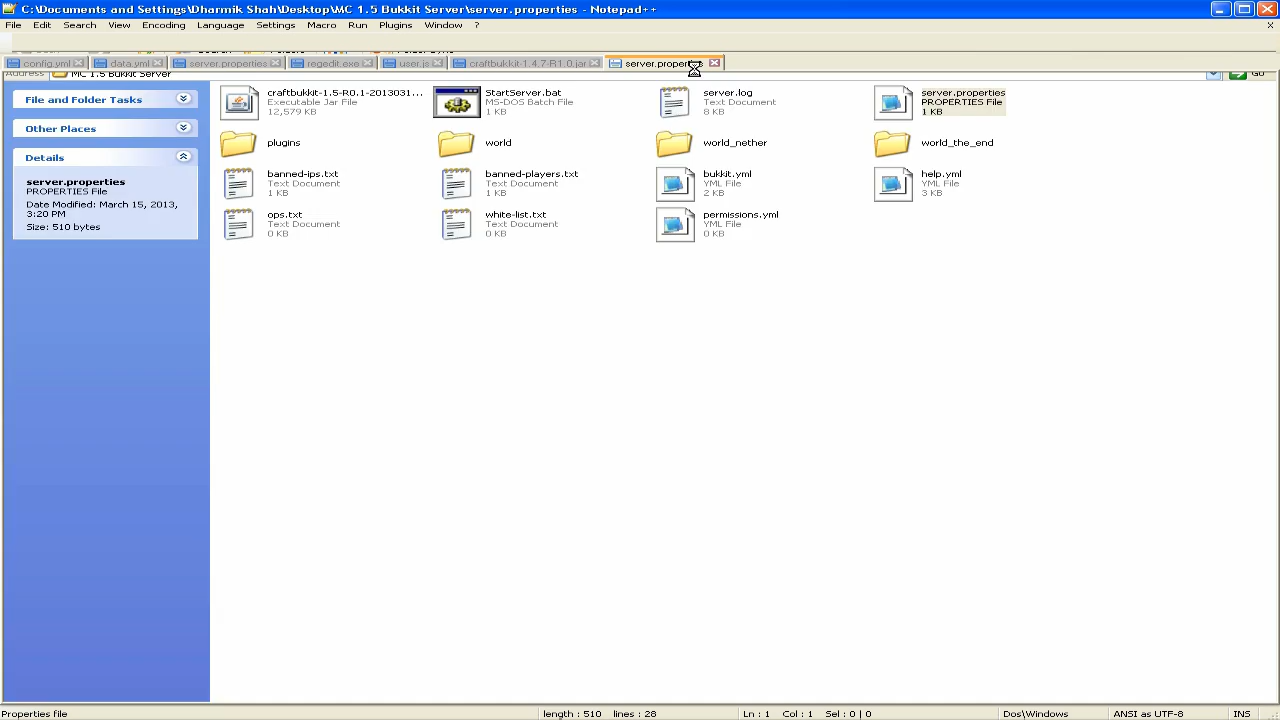 C:\Documents and Settings\Dharmik Shah\Desktop\MC 1.5 Bukkit Server\server.properties - Notepad++
File Edit Search View Encoding Language Settings Macro Run Plugins Window ?
config.yml data.yml server.properties regedit.exe user.js craftbukkit-1.4.7-R1.0.jar server.propert
Address MC 1.5 Bukkit Server Go
File and Folder Tasks
Other Places
Details
server.properties
PROPERTIES File
Date Modified: March 15, 2013,
3:20 PM
Size: 510 bytes
craftbukkit-1.5-R0.1-2013031...
Executable Jar File
12,579 KB
StartServer.bat
MS-DOS Batch File
1 KB
server.log
Text Document
8 KB
server.properties
PROPERTIES File
1 KB
plugins
world
world_nether
world_the_end
banned-ips.txt
Text Document
1 KB
banned-players.txt
Text Document
1 KB
bukkit.yml
YML File
2 KB
help.yml
YML File
3 KB
ops.txt
Text Document
0 KB
white-list.txt
Text Document
0 KB
permissions.yml
YML File
0 KB
Properties file length : 510 lines : 28 Ln : 1 Col : 1 Sel : 0 | 0 Dos\Windows ANSI as UTF-8 INS